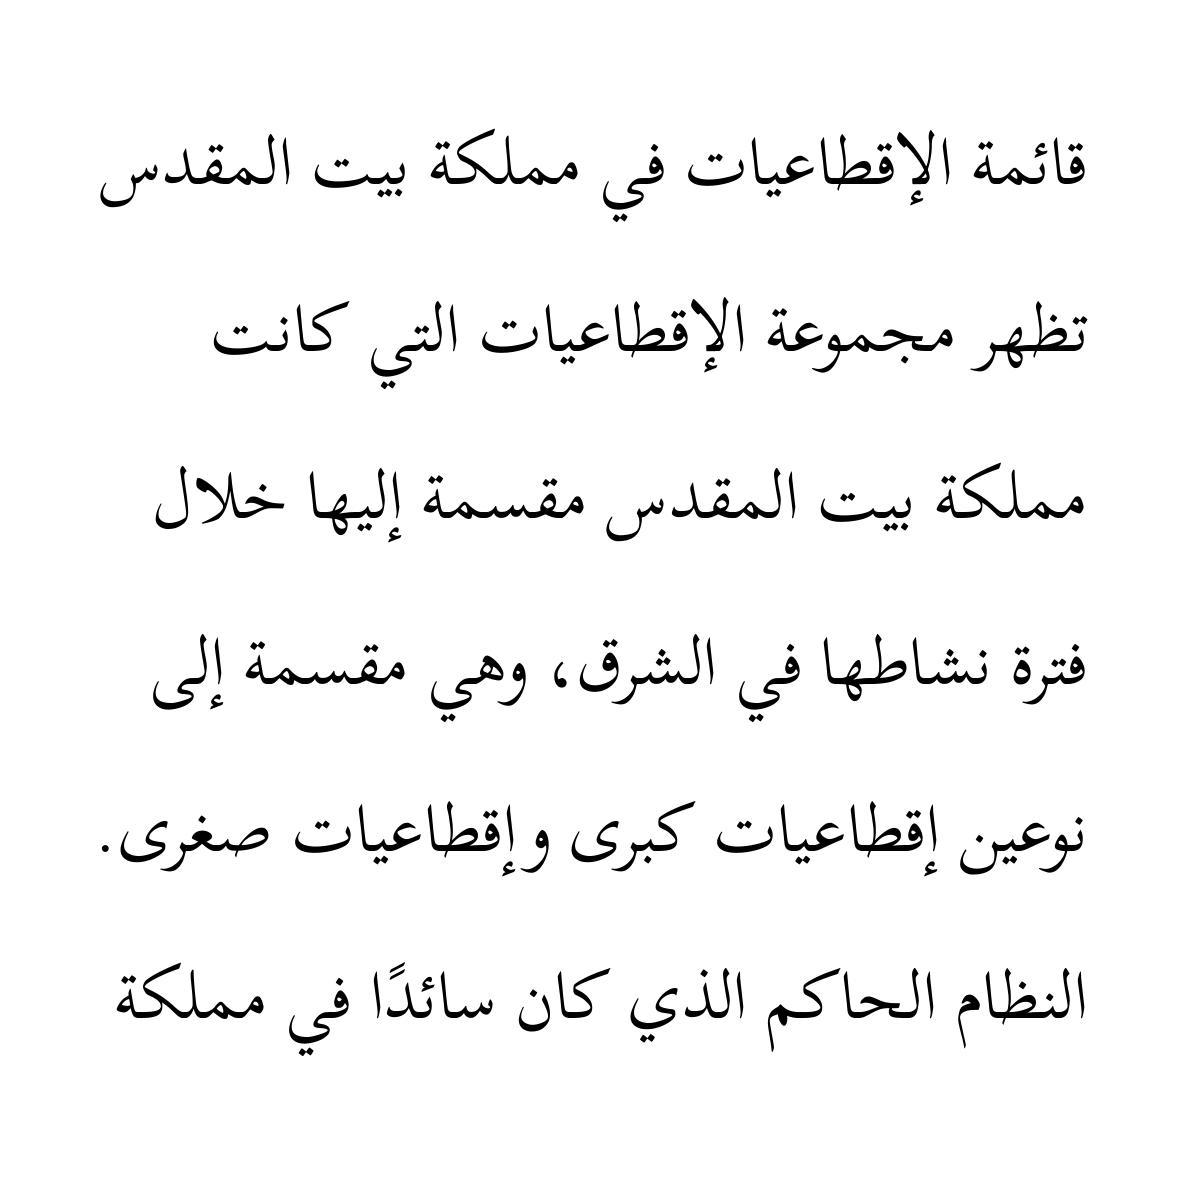 قائمة الإقطاعيات في مملكة بيت المقدس
تظهر مجموعة الإقطاعيات التي كانت
مملكة بيت المقدس مقسمة إليها خلال
فترة نشاطها في الشرق، وهي مقسمة إلى
نوعين إقطاعيات كبرى وإقطاعيات صغرى.
النظام الحاكم الذي كان سائدًا في مملكة